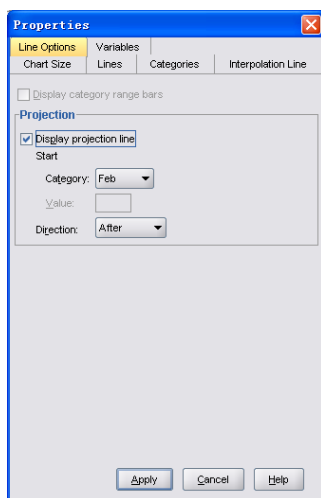 Properties
Line Options Variables
Chart Size Lines Categories Interpolation Line
Display category range bars
Projection
Display projection line
Start
Category: Feb
Value:
Direction: After
Apply Cancel Help